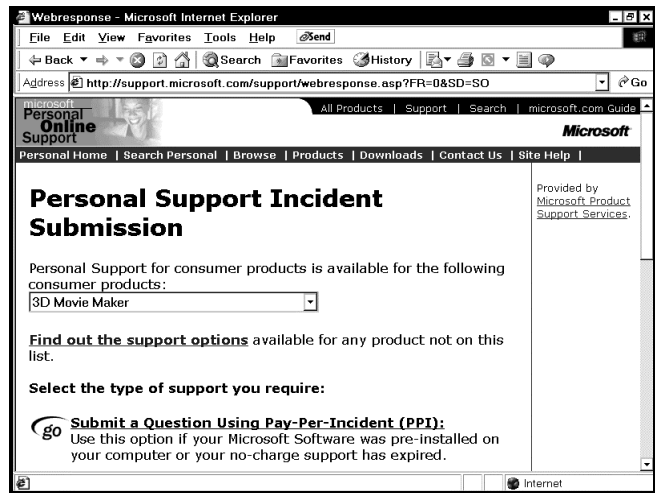 Webresponse - Microsoft Internet Explorer
File Edit View Favorites Tools Help Send
Back Search Favorites History
Address http://support.microsoft.com/support/webresponse.asp?FR=0&SD=SO Go
microsoft
Personal
Online
Support
All Products | Support | Search | microsoft.com Guide
Microsoft
Personal Home | Search Personal | Browse | Products | Downloads | Contact Us | Site Help |
Personal Support Incident
Submission
Provided by
Microsoft Product
Support Services.
Personal Support for consumer products is available for the following
consumer products:
3D Movie Maker
Find out the support options available for any product not on this
list.
Select the type of support you require:
go Submit a Question Using Pay-Per-Incident (PPI):
Use this option if your Microsoft Software was pre-installed on
your computer or your no-charge support has expired.
Internet